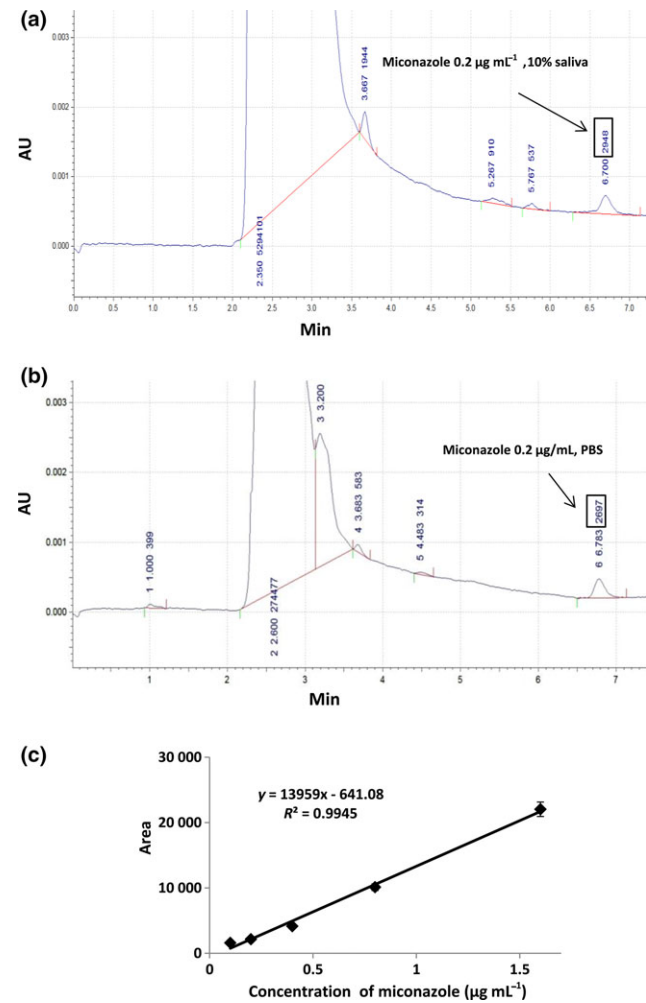 (a)
0.003
0.002
0.001
0.000
AU
3.667 1944
Miconazole 0.2 µg mL⁻¹ ,10% saliva
5.267 910
5.767 537
6.700 2948
2.350 5294101
0.0 0.5 1.0 1.5 2.0 2.5 3.0 3.5 4.0 4.5 5.0 5.5 6.0 6.5 7.0
Min
(b)
0.003
0.002
0.001
0.000
AU
1 1.000 399
2 2.600 274477
3 3.200
4 3.683 583
5 4.483 314
Miconazole 0.2 µg/mL, PBS
6 6.783 2697
1 2 3 4 5 6 7
Min
(c)
30 000
20 000
10 000
0
Area
y = 13959x - 641.08
R² = 0.9945
0 0.5 1 1.5
Concentration of miconazole (µg mL⁻¹)